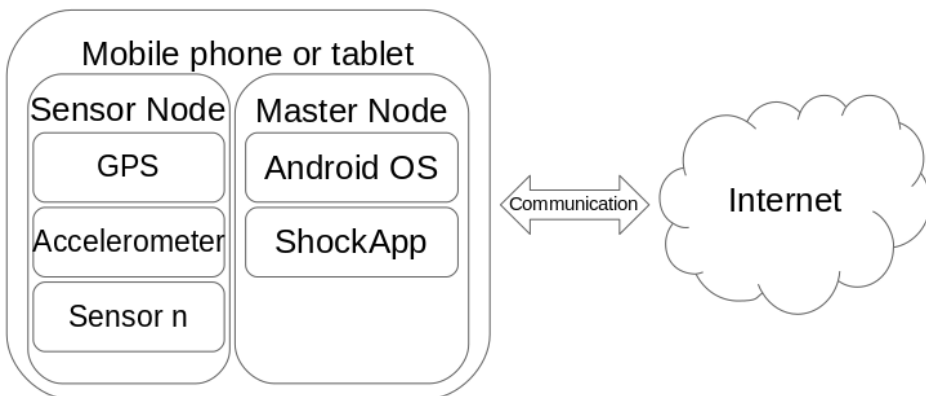 Mobile phone or tablet
Sensor Node
GPS
Accelerometer
Sensor n
Master Node
Android OS
ShockApp
Communication
Internet